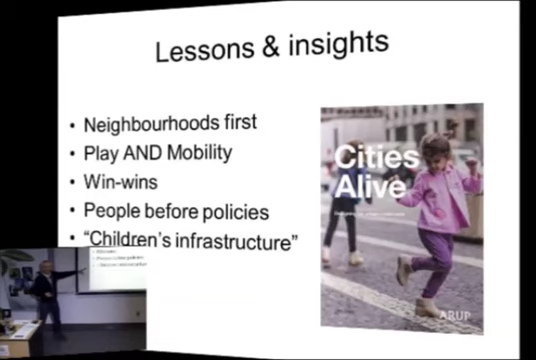 Lessons & insights
• Neighbourhoods first
• Play AND Mobility
• Win-wins
• People before policies
• "Children's infrastructure"
Cities
Alive
ARUP